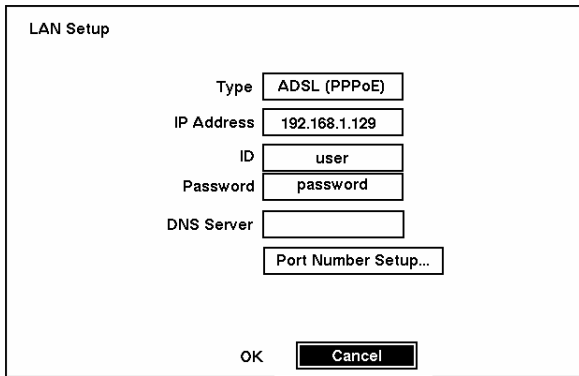 LAN Setup
Type ADSL (PPPoE)
IP Address 192.168.1.129
ID user
Password password
DNS Server
Port Number Setup...
OK Cancel